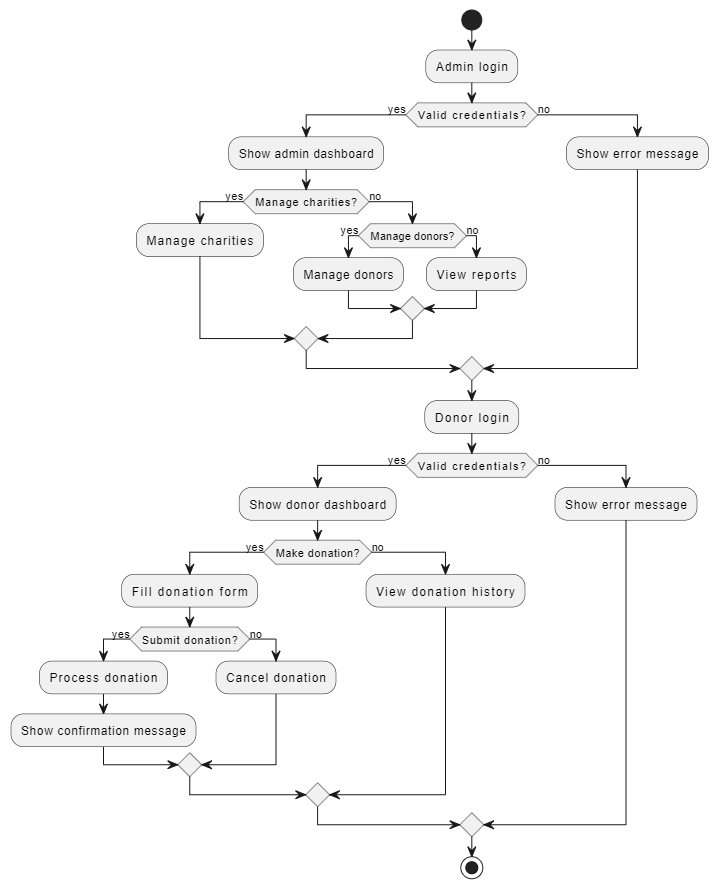 Admin login
yes
Valid credentials?
no
Show admin dashboard
Show error message
yes
Manage charities?
no
Manage charities
yes
Manage donors?
no
Manage donors
View reports
Donor login
yes
Valid credentials?
no
Show donor dashboard
Show error message
yes
Make donation?
no
Fill donation form
View donation history
yes
Submit donation?
no
Process donation
Cancel donation
Show confirmation message